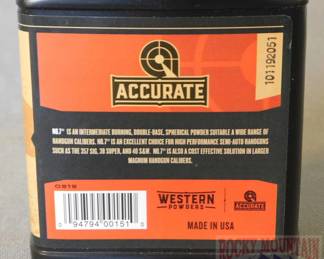 ACCURATE
101192051
NO.7™ IS AN INTERMEDIATE BURNING, DOUBLE-BASE, SPHERICAL POWDER SUITABLE A WIDE RANGE OF
HANDGUN CALIBERS. NO.7™ IS AN EXCELLENT CHOICE FOR HIGH PERFORMANCE SEMI-AUTO HANDGUNS
SUCH AS THE 357 SIG, 38 SUPER, AND 40 S&W. NO.7™ IS ALSO A COST EFFECTIVE SOLUTION IN LARGER
MAGNUM HANDGUN CALIBERS.
0 94794 00151 0
WESTERN
POWDERS
ACCURATE
MADE IN USA
ROCKY MOUNTAIN